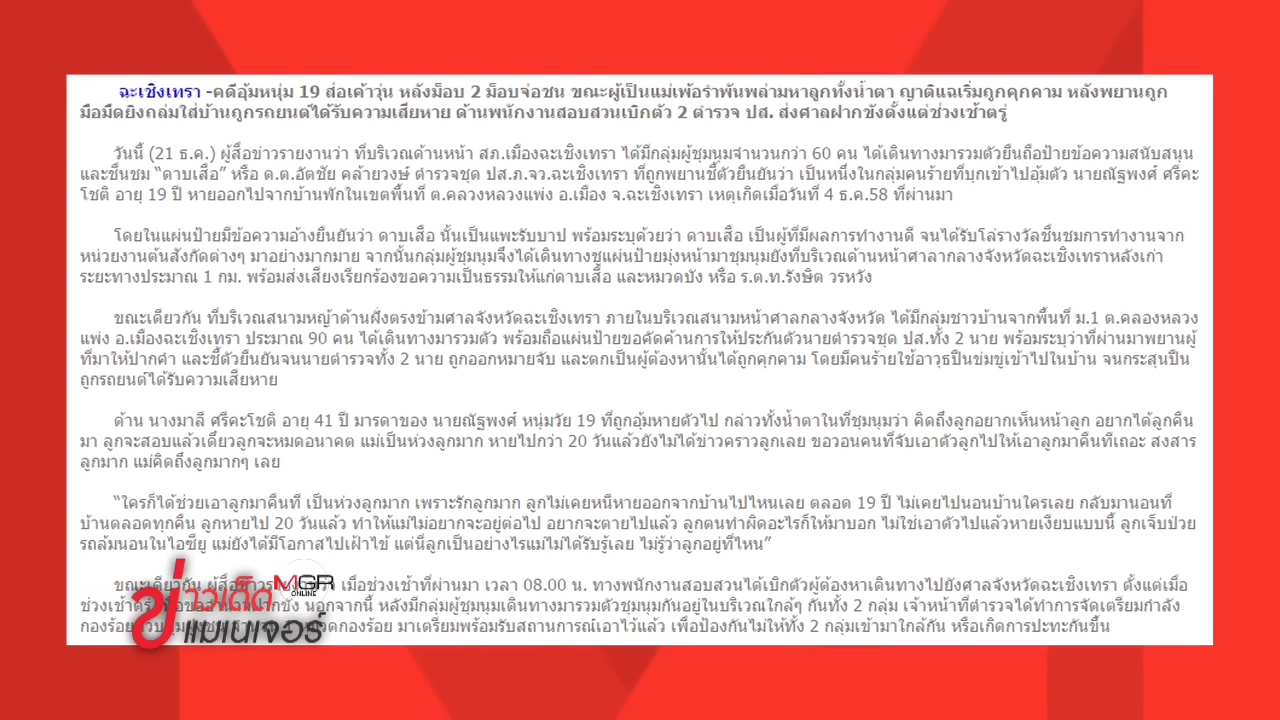 ฉะเชิงเทรา -คดีอุ้มหนุ่ม 19 ส่อเค้าวุ่น หลังม็อบ 2 ม็อบจ่อชน ขณะผู้เป็นแม่เพ้อรำพันพล่ามหาลูกทั้งน้ำตา ญาติแฉเริ่มถูกคุกคาม หลังพยานถูก
มือมืดยิงถล่มใส่บ้านถูกรถยนต์ได้รับความเสียหาย ด้านพนักงานสอบสวนเบิกตัว 2 ตำรวจ ปส. ส่งศาลฝากขังตั้งแต่ช่วงเช้าตรู่
วันนี้ (21 ธ.ค.) ผู้สื่อข่าวรายงานว่า ที่บริเวณด้านหน้า สภ.เมืองฉะเชิงเทรา ได้มีกลุ่มผู้ชุมนุมจำนวนกว่า 60 คน ได้เดินทางมารวมตัวยืนถือป้ายข้อความสนับสนุน
และชื่นชม “ดาบเสือ” หรือ ด.ต.อัตชัย คล้ายวงษ์ ตำรวจชุด ปส.ภ.จว.ฉะเชิงเทรา ที่ถูกพยานชี้ตัวยืนยันว่า เป็นหนึ่งในกลุ่มคนร้ายที่บุกเข้าไปอุ้มตัว นายณัฐพงศ์ ศรีคะ
โชติ อายุ 19 ปี หายออกไปจากบ้านพักในเขตพื้นที่ ต.คลองหลวงแพ่ง อ.เมือง จ.ฉะเชิงเทรา เหตุเกิดเมื่อวันที่ 4 ธ.ค.58 ที่ผ่านมา
โดยในแผ่นป้ายมีข้อความอ้างยืนยันว่า ดาบเสือ นั้นเป็นแพะรับบาป พร้อมระบุด้วยว่า ดาบเสือ เป็นผู้ที่มีผลการทำงานดี จนได้รับโล่รางวัลชื่นชมการทำงานจาก
หน่วยงานต้นสังกัดต่างๆ มาอย่างมากมาย จากนั้นกลุ่มผู้ชุมนุมจึงได้เดินทางชูแผ่นป้ายมุ่งหน้ามาชุมนุมยังที่บริเวณด้านหน้าศาลากลางจังหวัดฉะเชิงเทราหลังเก่า
ระยะทางประมาณ 1 กม. พร้อมส่งเสียงเรียกร้องขอความเป็นธรรมให้แก่ดาบเสือ และหมวดบัง หรือ ร.ต.ท.รังษิต วรหวัง
ขณะเดียวกัน ที่บริเวณสนามหญ้าด้านฝั่งตรงข้ามศาลจังหวัดฉะเชิงเทรา ภายในบริเวณสนามหน้าศาลากลางจังหวัด ได้มีกลุ่มชาวบ้านจากพื้นที่ ม.1 ต.คลองหลวง
แพ่ง อ.เมืองฉะเชิงเทรา ประมาณ 90 คน ได้เดินทางมารวมตัว พร้อมถือแผ่นป้ายขอคัดค้านการให้ประกันตัวนายตำรวจชุด ปส.ทั้ง 2 นาย พร้อมระบุว่าที่ผ่านมาพยานผู้
ที่มาให้ปากคำ และชี้ตัวยืนยันจนนายตำรวจทั้ง 2 นาย ถูกออกหมายจับ และตกเป็นผู้ต้องหานั้นได้ถูกคุกคาม โดยมีคนร้ายใช้อาวุธปืนข่มขู่เข้าไปในบ้าน จนกระสุนปืน
ถูกรถยนต์ได้รับความเสียหาย
ด้าน นางมาลี ศรีคะโชติ อายุ 41 ปี มารดาของ นายณัฐพงศ์ หนุ่มวัย 19 ที่ถูกอุ้มหายตัวไป กล่าวทั้งน้ำตาในที่ชุมนุมว่า คิดถึงลูกอยากเห็นหน้าลูก อยากได้ลูกคืน
มา ลูกจะสอบแล้วเดี๋ยวลูกจะหมดอนาคต แม่เป็นห่วงลูกมาก หายไปกว่า 20 วันแล้วยังไม่ได้ข่าวคราวลูกเลย ขอวอนคนที่จับเอาตัวลูกไปให้เอาลูกมาคืนทีเถอะ สงสาร
ลูกมาก แม่คิดถึงลูกมากๆ เลย
“ใครก็ได้ช่วยเอาลูกมาคืนที เป็นห่วงลูกมาก เพราะรักลูกมาก ลูกไม่เคยหนีหายออกจากบ้านไปไหนเลย ตลอด 19 ปี ไม่เคยไปนอนบ้านใครเลย กลับมานอนที่
บ้านตลอดทุกคืน ลูกหายไป 20 วันแล้ว ทำให้แม่ไม่อยากจะอยู่ต่อไป อยากจะตายไปแล้ว ลูกตนทำผิดอะไรก็ให้มาบอก ไม่ใช่เอาตัวไปแล้วหายเงียบแบบนี้ ลูกเจ็บป่วย
รถล้มนอนในไอซียู แม่ยังได้มีโอกาสไปเฝ้าไข้ แต่นี่ลูกเป็นอย่างไรแม่ไม่ได้รับรู้เลย ไม่รู้ว่าลูกอยู่ที่ไหน”
ขณะเดียวกัน ผู้สื่อข่าว เมื่อช่วงเช้าที่ผ่านมา เวลา 08.00 น. ทางพนักงานสอบสวนได้เบิกตัวผู้ต้องหาเดินทางไปยังศาลจังหวัดฉะเชิงเทรา ตั้งแต่เมื่อ
ช่วงเช้าตรู่ นอกจากนี้ หลังมีกลุ่มผู้ชุมนุมเดินทางมารวมตัวชุมนุมกันอยู่ในบริเวณใกล้ๆ กันทั้ง 2 กลุ่ม เจ้าหน้าที่ตำรวจได้ทำการจัดเตรียมกำลัง
กองร้อย มาเตรียมพร้อมรับสถานการณ์เอาไว้แล้ว เพื่อป้องกันไม่ให้ทั้ง 2 กลุ่มเข้ามาใกล้กัน หรือเกิดการปะทะกันขึ้น
ข่าวเด็ด
MGR
ONLINE
แมเนเจอร์